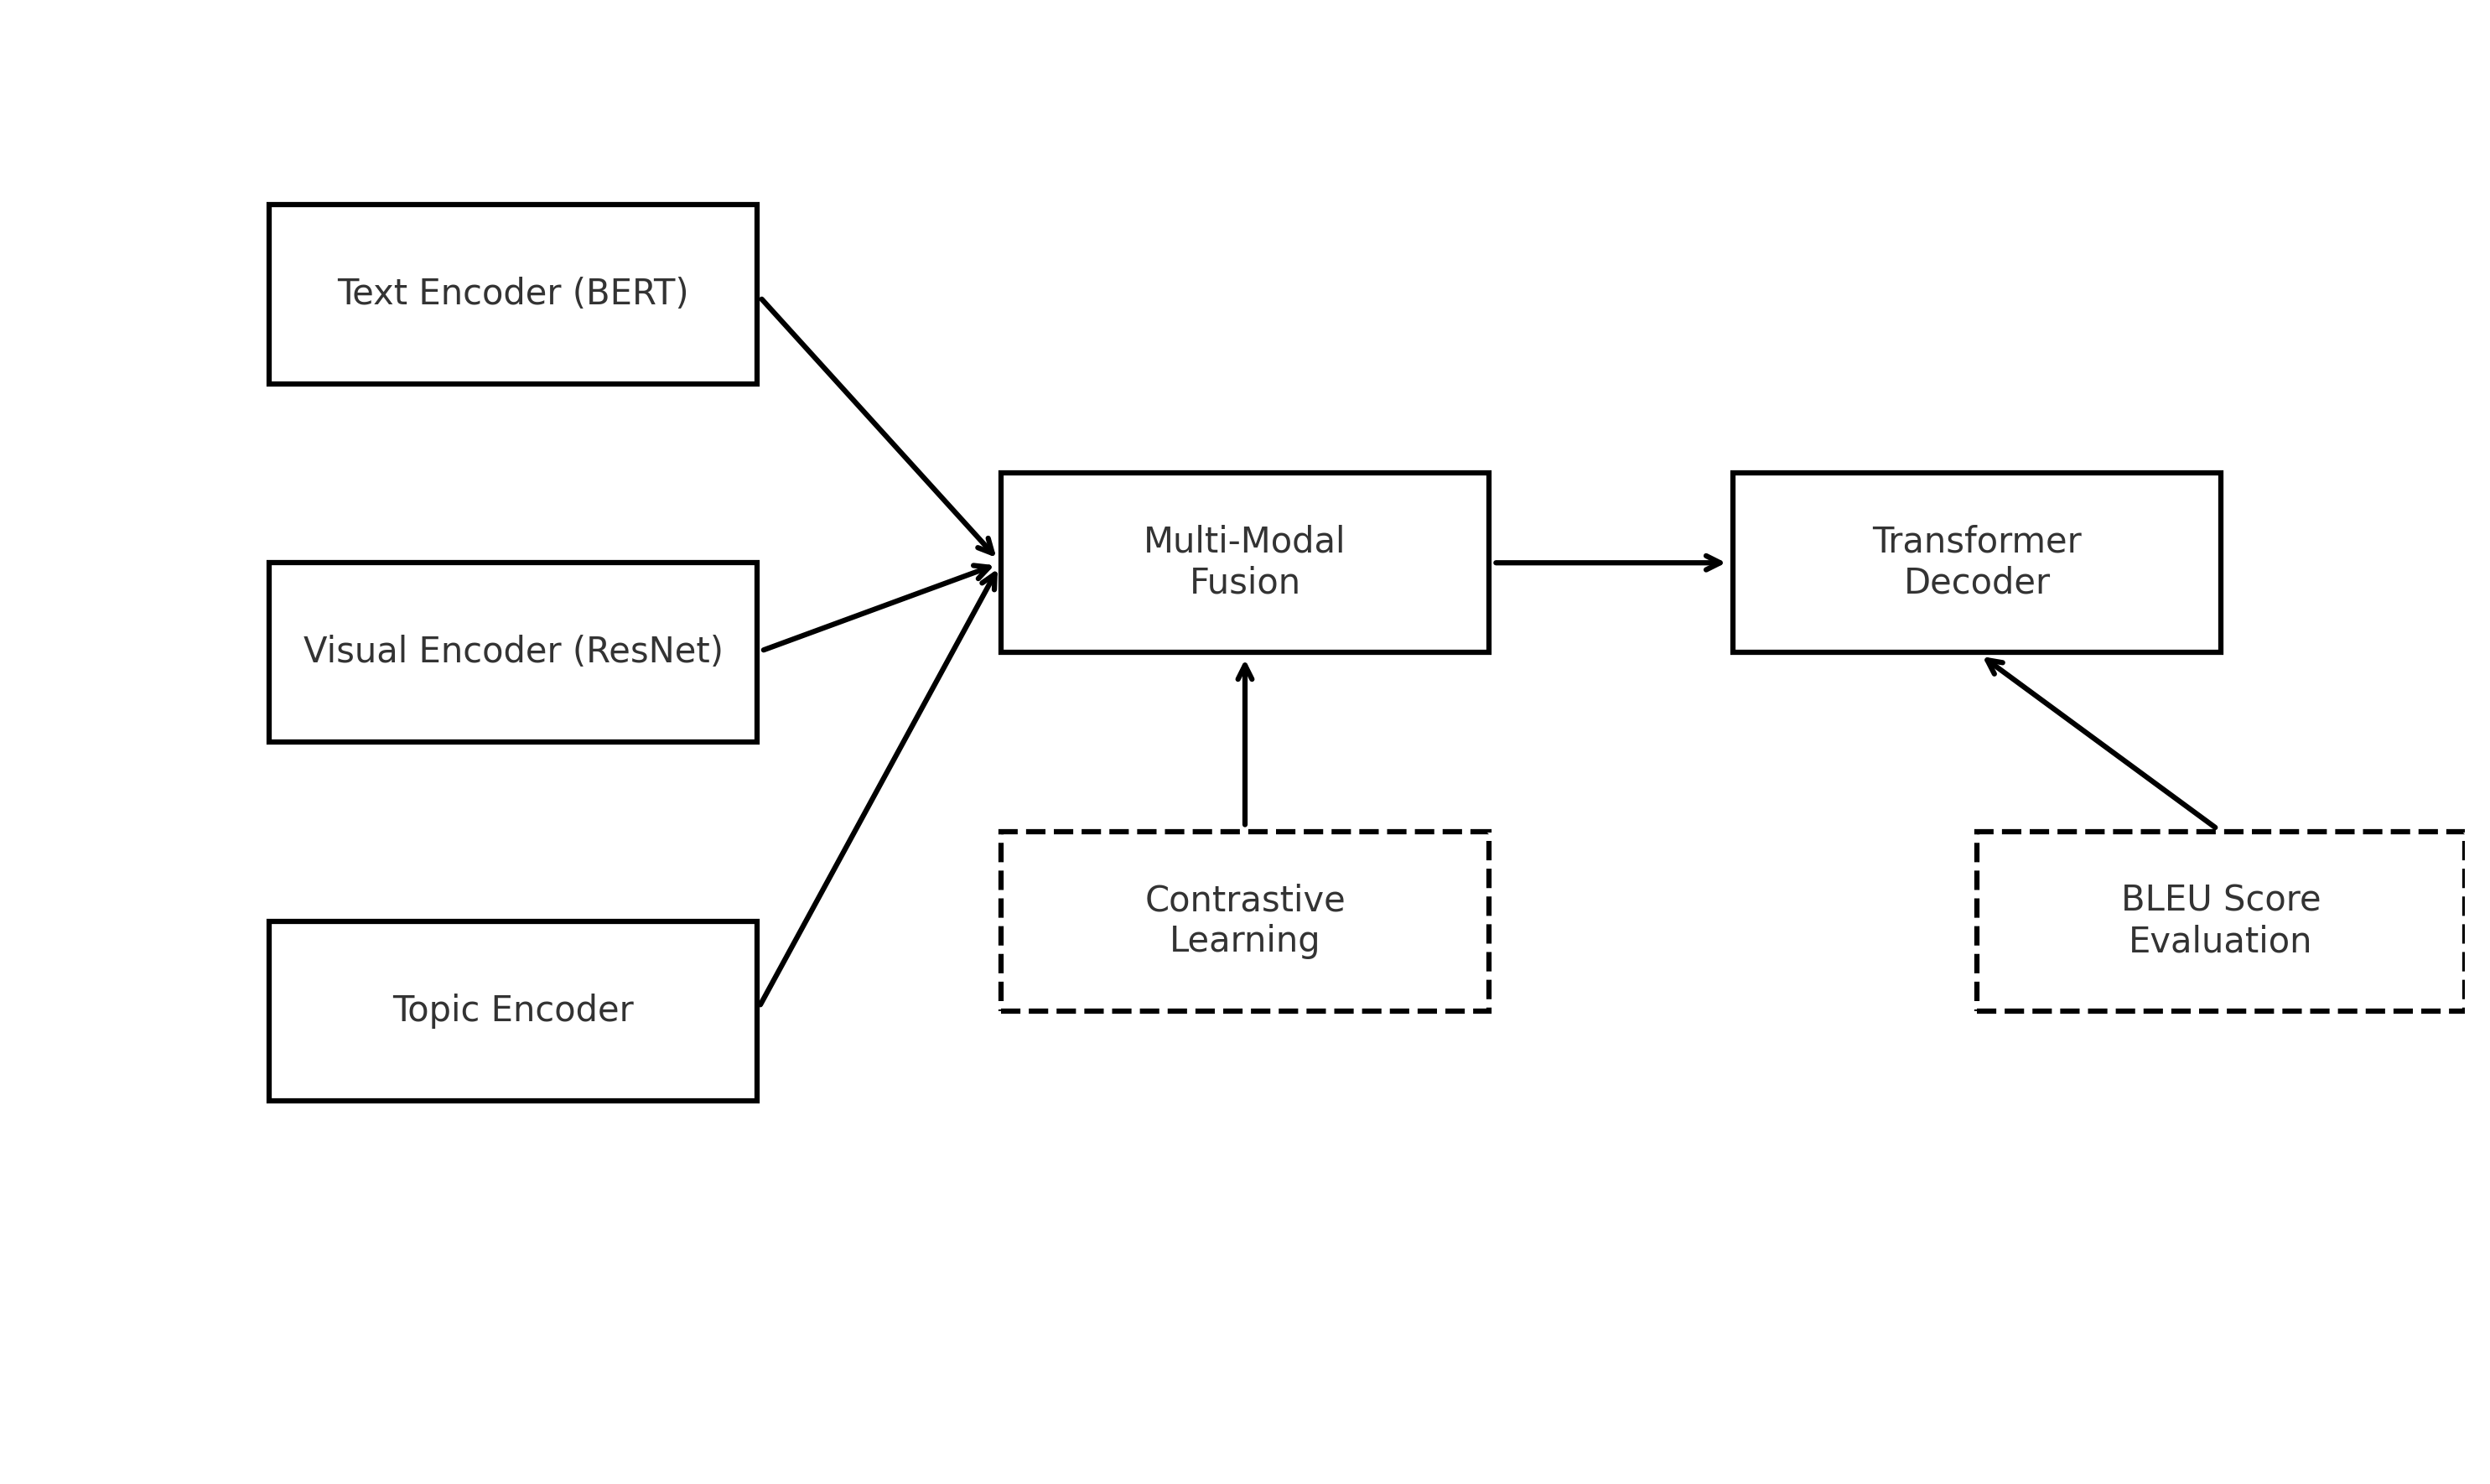 Text Encoder (BERT)
Visual Encoder (ResNet)
Topic Encoder
Multi-Modal
Fusion
Contrastive
Learning
Transformer
Decoder
BLEU Score
Evaluation